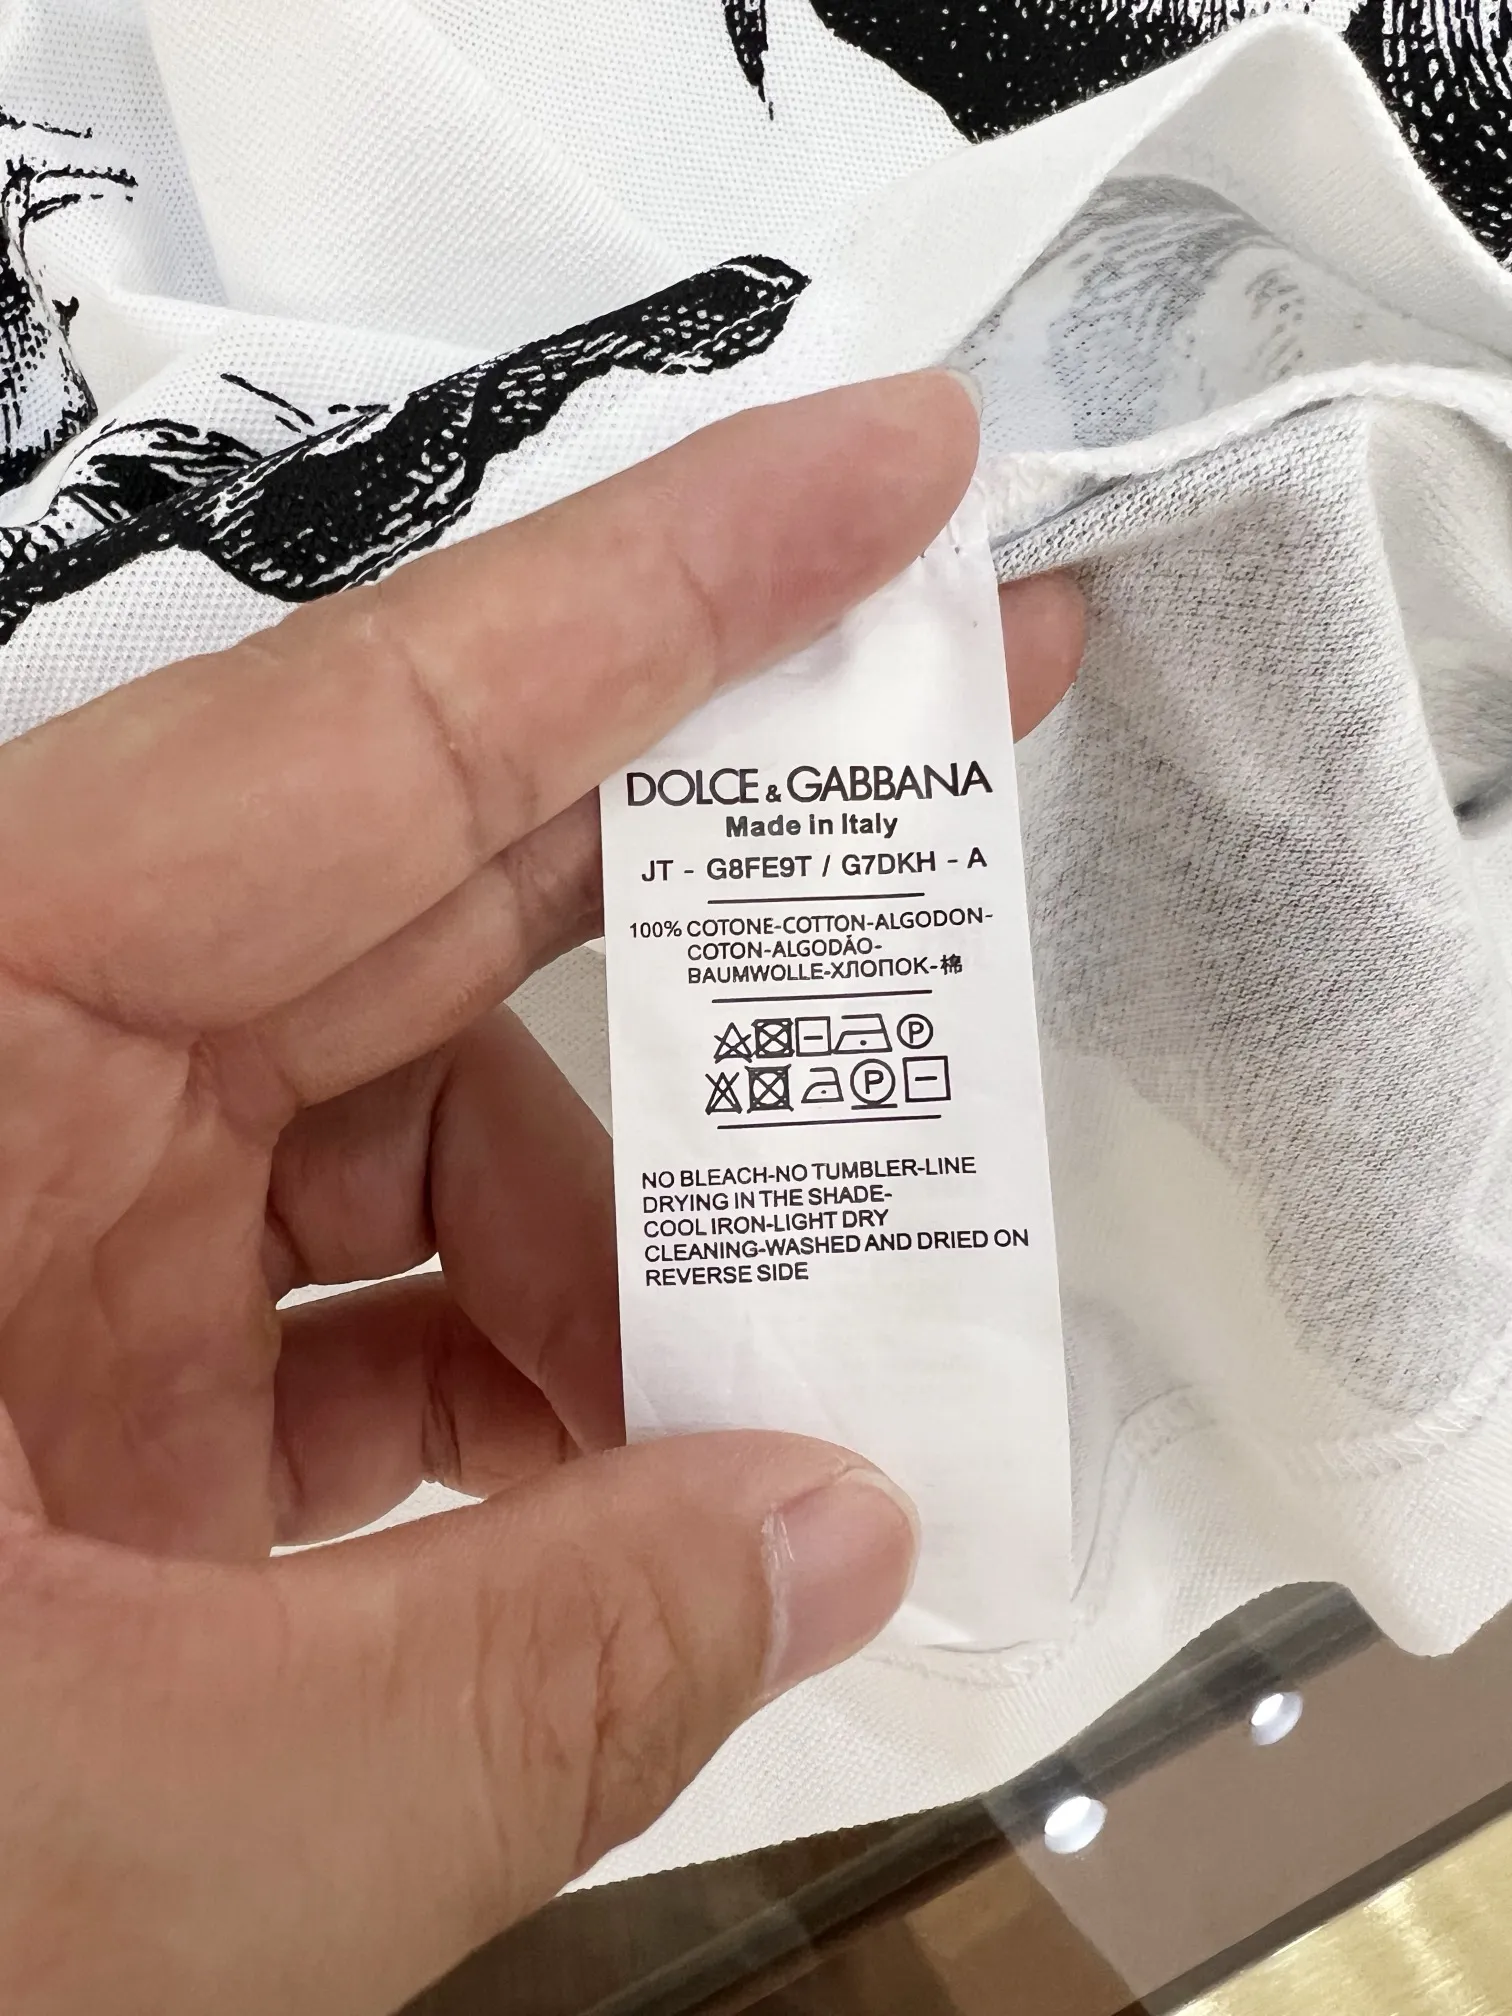 DOLCE & GABBANA
Made in Italy
JT - G8FE9T / G7DKH - A
100% COTONE-COTTON-ALGODON-
COTON-ALGODÃO-
BAUMWOLLE-ХЛОПОК-棉
P
P
NO BLEACH-NO TUMBLER-LINE
DRYING IN THE SHADE-
COOL IRON-LIGHT DRY
CLEANING-WASHED AND DRIED ON
REVERSE SIDE